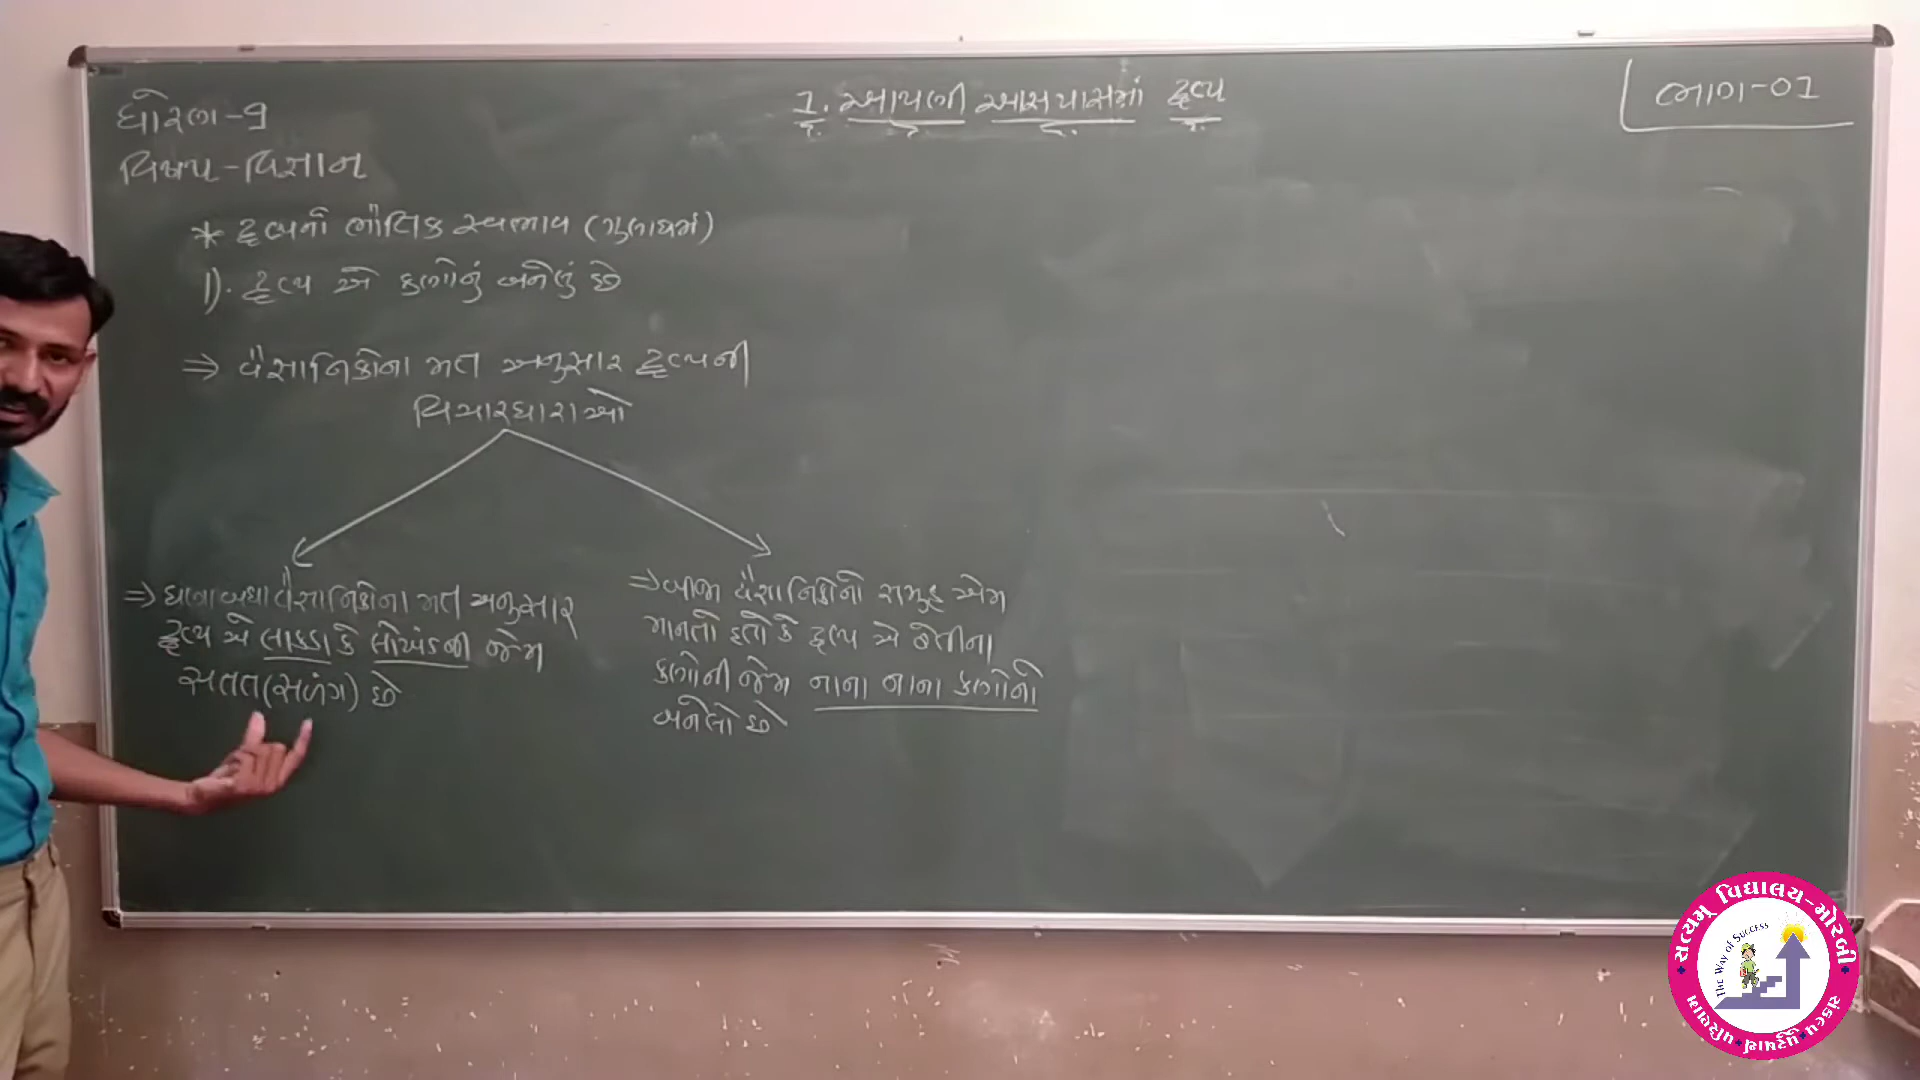 ધોરણ-9
વિષય-વિજ્ઞાન
1. આપણી આસપાસમાં દ્રવ્ય
ભાગ-01
* દ્રવ્યનો ભૌતિક સ્વભાવ (ગુણધર્મ)
1). દ્રવ્ય એ કણોનું બનેલું છે
⇒ વૈજ્ઞાનિકોના મત અનુસાર દ્રવ્યની
વિચારધારાઓ
⇒ ઘણા બધા વૈજ્ઞાનિકોના મત અનુસાર
દ્રવ્ય એ લાકડા કે લોખંડની જેમ
સતત(સળંગ) છે
⇒ બીજા વૈજ્ઞાનિકોનો સમુહ એમ
માનતો હતો કે દ્રવ્ય એ રેતીના
કણોની જેમ નાના નાના કણોનો
બનેલો છે
સત્યમ્ વિદ્યાલય-મોરબી
The Way of Success
સંકલ્પ • પુરૂષાર્થ • પરિણામ